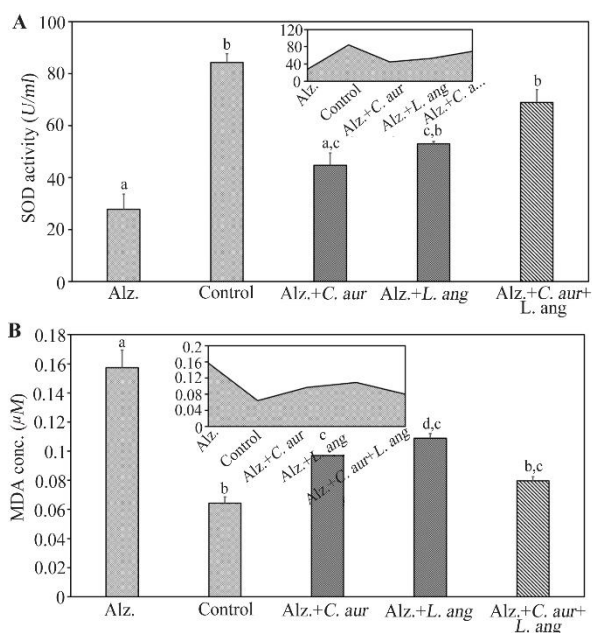 A
100
80
60
40
20
0
SOD activity (U/ml)
120
80
40
0
Alz.
Control
Alz.+C. aur
Alz.+L. ang
Alz.+C. a...
a
b
a,c
c,b
b
Alz.
Control
Alz.+C. aur
Alz.+L. ang
Alz.+C. aur+
L. ang
B
0.18
0.16
0.14
0.12
0.1
0.08
0.06
0.04
0.02
0
MDA conc. (μM)
0.2
0.16
0.12
0.08
0.04
0
Alz.
Control
Alz.+C. aur
Alz.+L. ang
Alz.+C. aur+L. ang
a
b
c
d,c
b,c
Alz.
Control
Alz.+C. aur
Alz.+L. ang
Alz.+C. aur+
L. ang